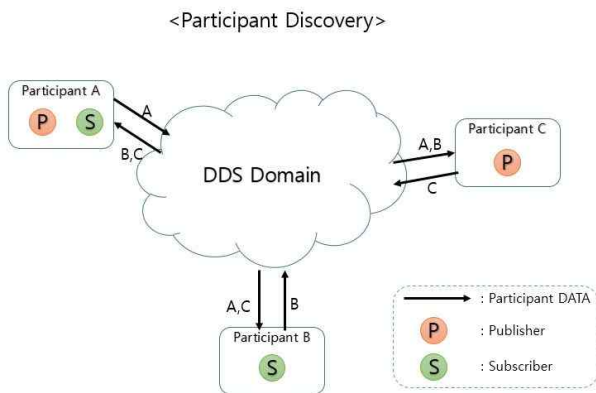 <Participant Discovery>
Participant A
P
S
A
B,C
DDS Domain
A,B
C
Participant C
P
A,C
B
Participant B
S
: Participant DATA
P
: Publisher
S
: Subscriber